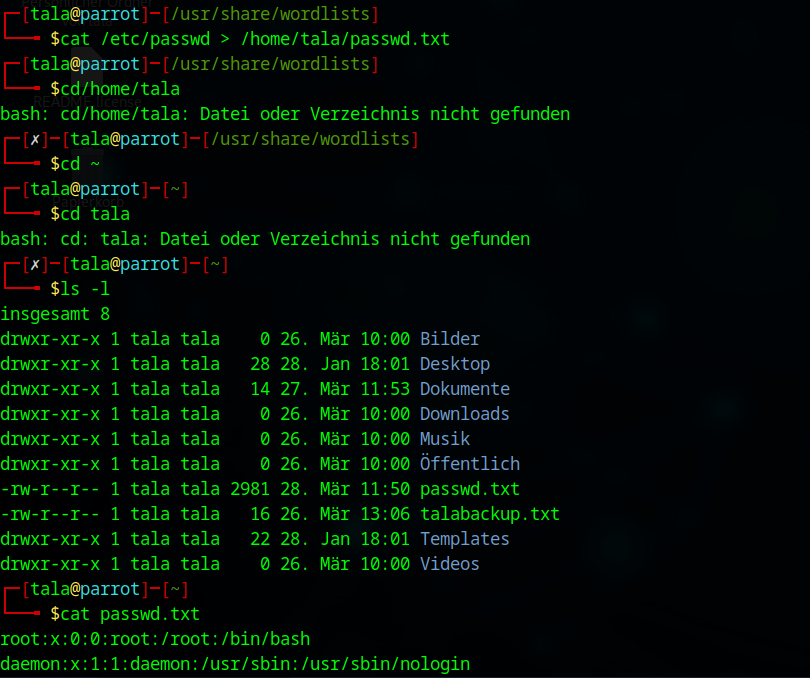 ┌─[tala@parrot]─[/usr/share/wordlists]
└──╼ $cat /etc/passwd > /home/tala/passwd.txt
┌─[tala@parrot]─[/usr/share/wordlists]
└──╼ $cd/home/tala
bash: cd/home/tala: Datei oder Verzeichnis nicht gefunden
┌─[✗]─[tala@parrot]─[/usr/share/wordlists]
└──╼ $cd ~
┌─[tala@parrot]─[~]
└──╼ $cd tala
bash: cd: tala: Datei oder Verzeichnis nicht gefunden
┌─[✗]─[tala@parrot]─[~]
└──╼ $ls -l
insgesamt 8
drwxr-xr-x 1 tala tala    0 26. Mär 10:00 Bilder
drwxr-xr-x 1 tala tala   28 28. Jan 18:01 Desktop
drwxr-xr-x 1 tala tala   14 27. Mär 11:53 Dokumente
drwxr-xr-x 1 tala tala    0 26. Mär 10:00 Downloads
drwxr-xr-x 1 tala tala    0 26. Mär 10:00 Musik
drwxr-xr-x 1 tala tala    0 26. Mär 10:00 Öffentlich
-rw-r--r-- 1 tala tala 2981 28. Mär 11:50 passwd.txt
-rw-r--r-- 1 tala tala   16 26. Mär 13:06 talabackup.txt
drwxr-xr-x 1 tala tala   22 28. Jan 18:01 Templates
drwxr-xr-x 1 tala tala    0 26. Mär 10:00 Videos
┌─[tala@parrot]─[~]
└──╼ $cat passwd.txt
root:x:0:0:root:/root:/bin/bash
daemon:x:1:1:daemon:/usr/sbin:/usr/sbin/nologin